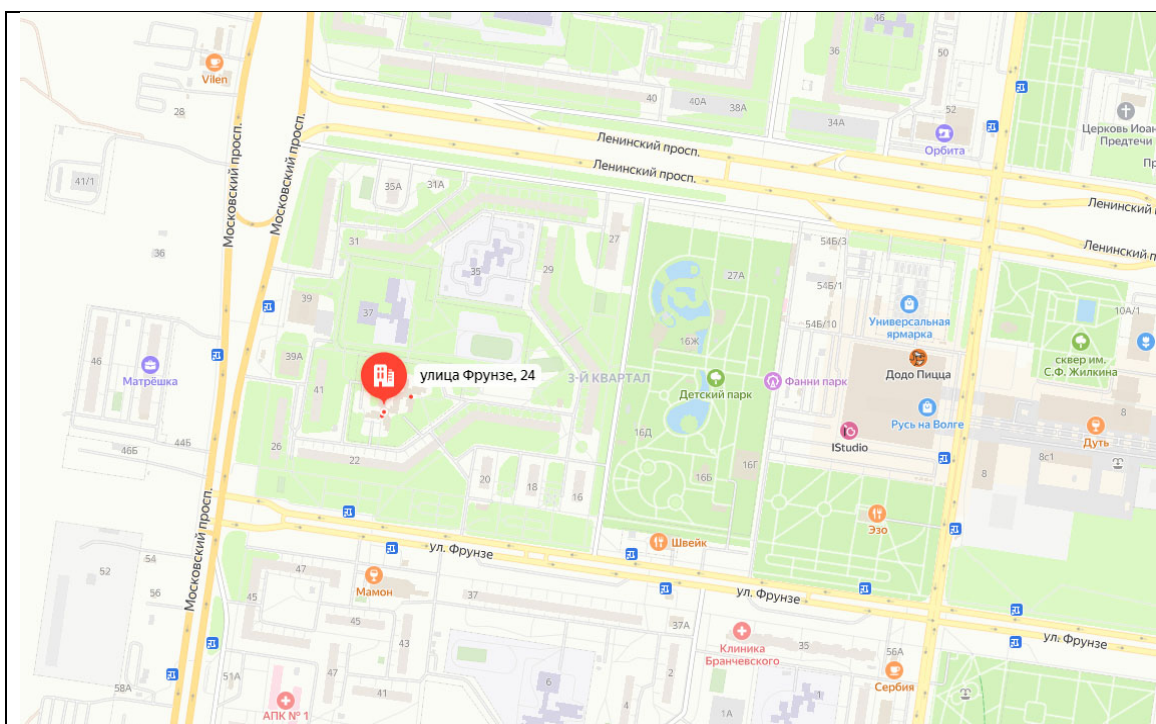 46
36
50
Vilen
40
40А
38А
28
52
34А
Орбита
Церковь Иоан
Предтечи
Пр
Ленинский просп.
Ленинский просп.
Московский просп.
Московский просп.
41/1
35А
31А
Ленинский п
Ленинский п
36
31
27
35
29
27А
54Б/3
54Б/1
54Б/10
39
37
16Ж
Универсальная
ярмарка
10А/1
сквер им.
С.Ф. Жилкина
46
Матрёшка
39А
41
улица Фрунзе, 24
3-Й КВАРТАЛ
Детский парк
Фанни парк
Додо Пицца
Русь на Волге
8
Дуть
IStudio
44Б
46Б
26
22
16Д
20
18
16
16Б
16Г
8
8с1
Московский просп.
Эзо
Швейк
ул. Фрунзе
ул. Фрунзе
ул. Фрунзе
52
54
56
47
45
Мамон
37
45
43
37А
Клиника
Бранчевского
35
56А
Сербия
58А
51А
47
41
АПК № 1
6
2
4
1А
1